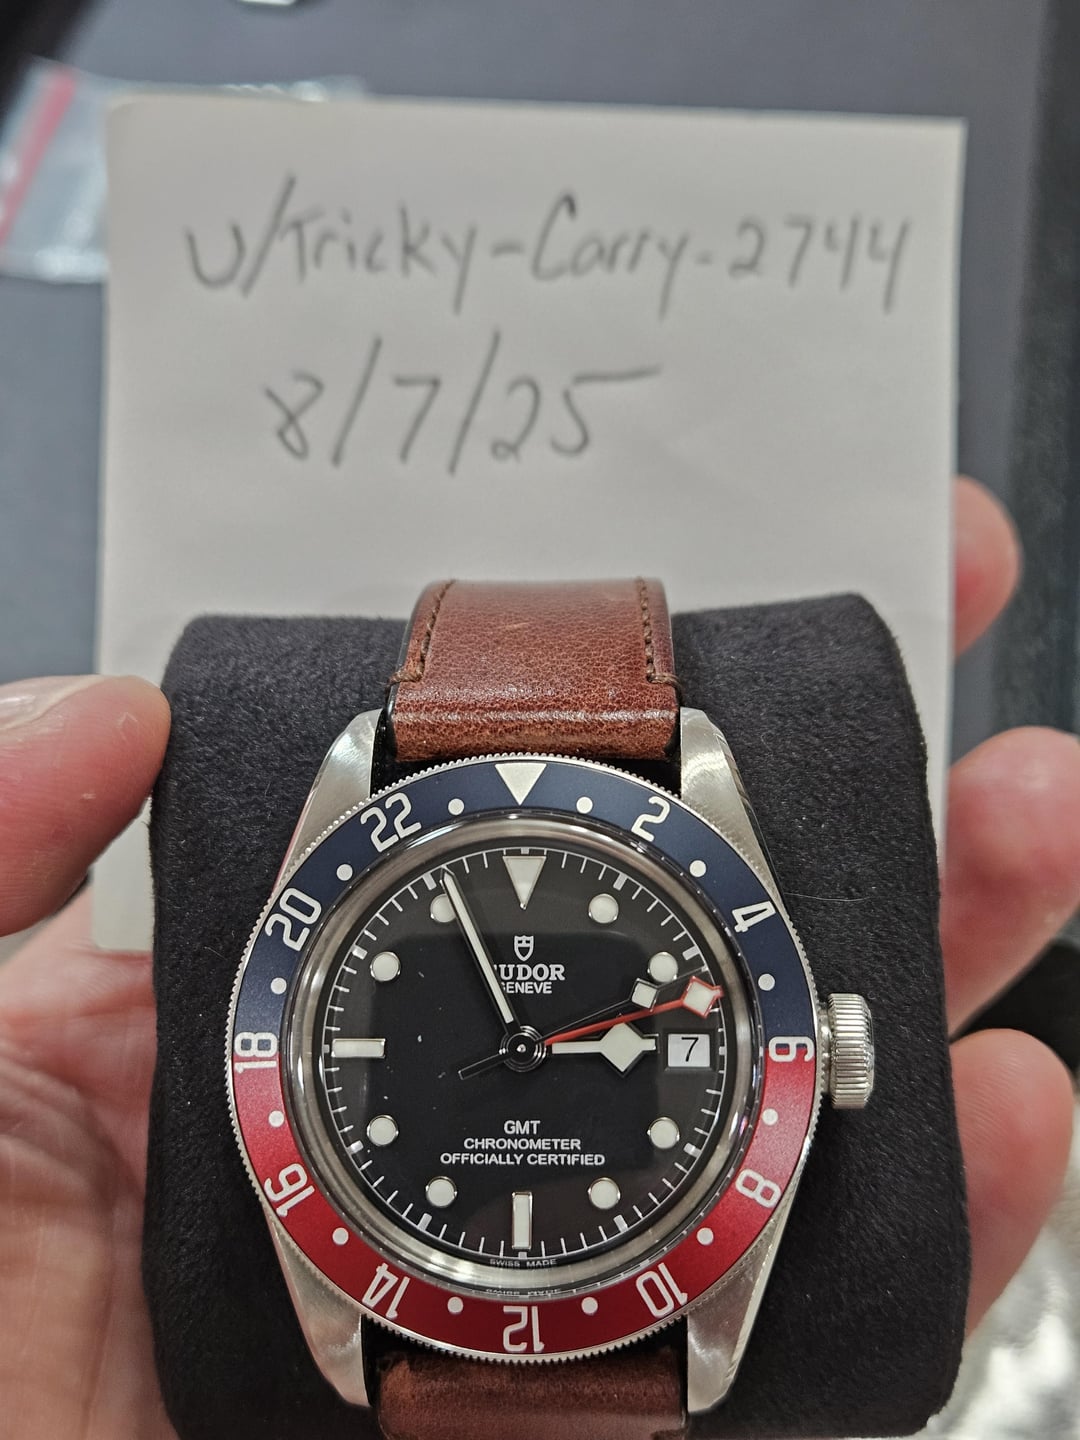 u/Tricky-Carry-2744
8/7/25
22
2
20
4
TUDOR
GENEVE
18
7
6
GMT
CHRONOMETER
OFFICIALLY CERTIFIED
16
8
SWISS MADE
14
12
10